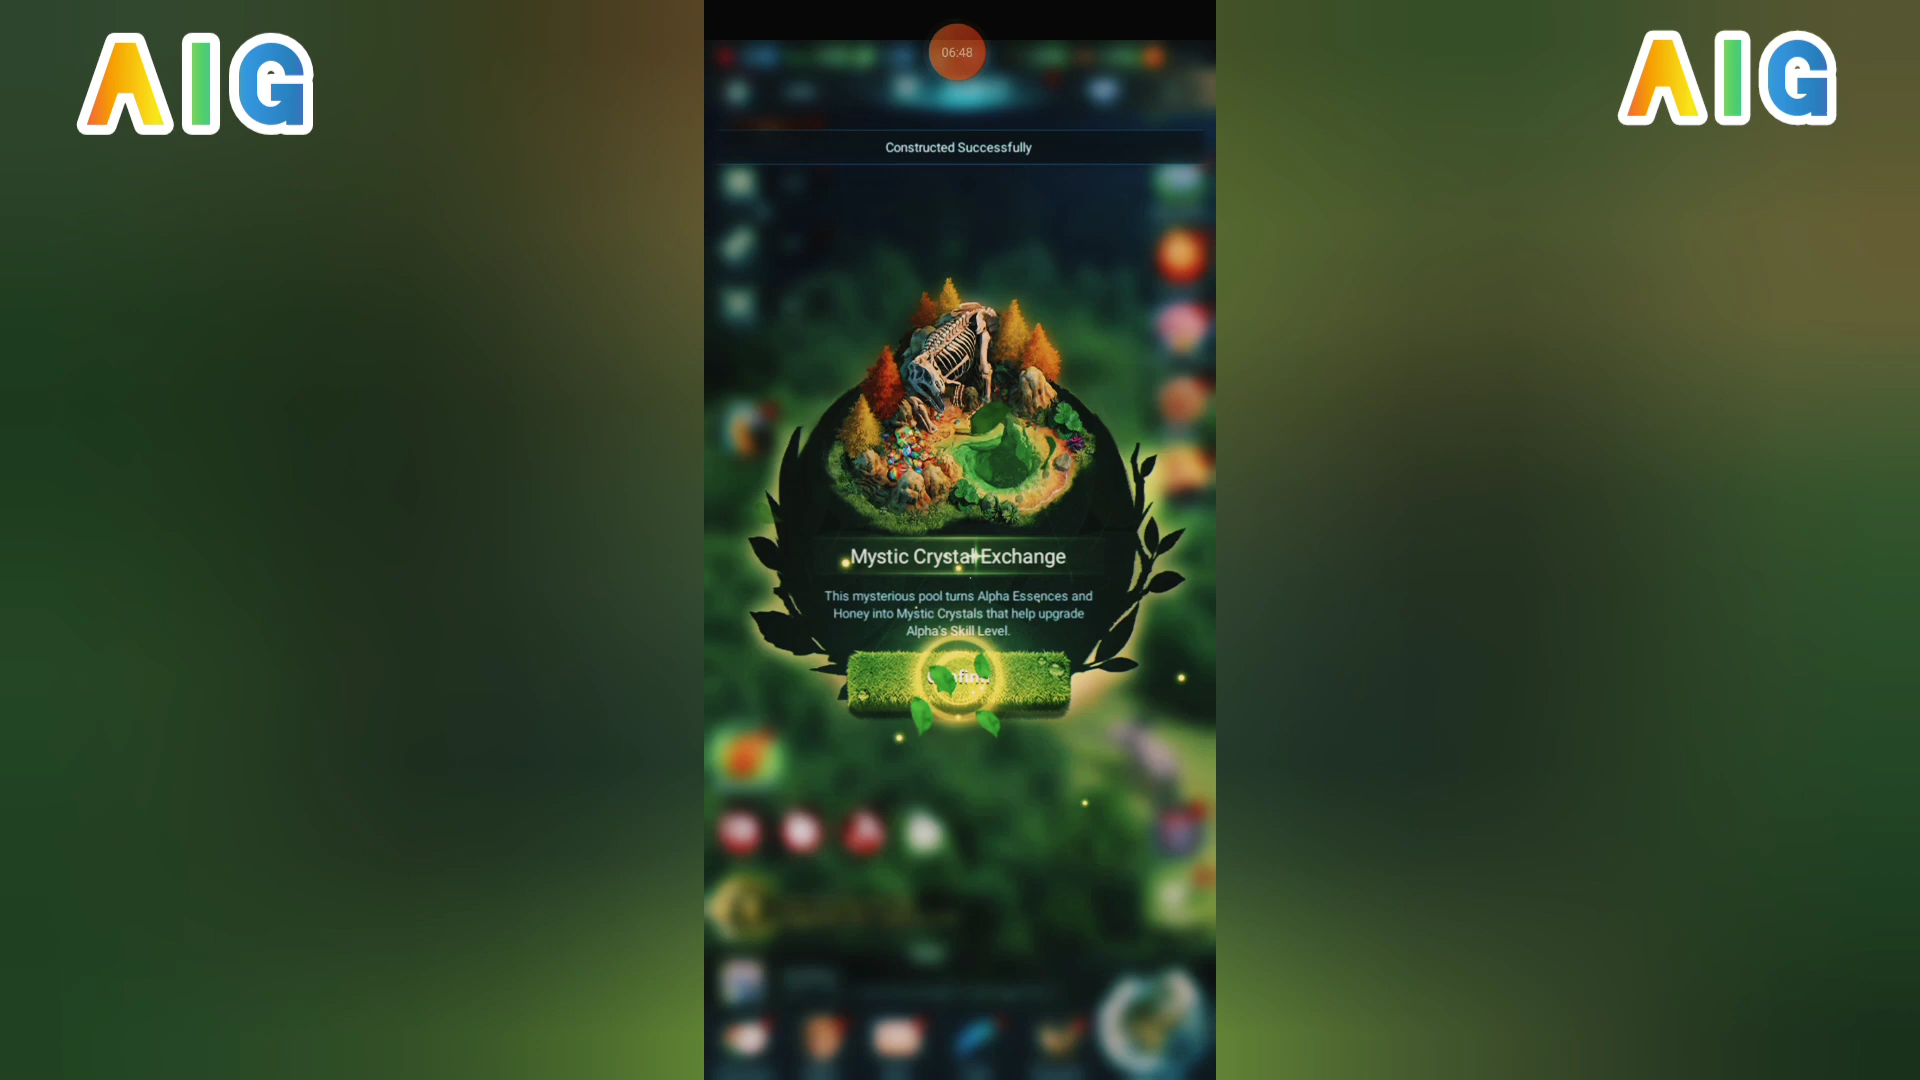 AIG
AIG
06:48
Constructed Successfully
Mystic Crystal Exchange
This mysterious pool turns Alpha Essences and
Honey into Mystic Crystals that help upgrade
Alpha's Skill Level.